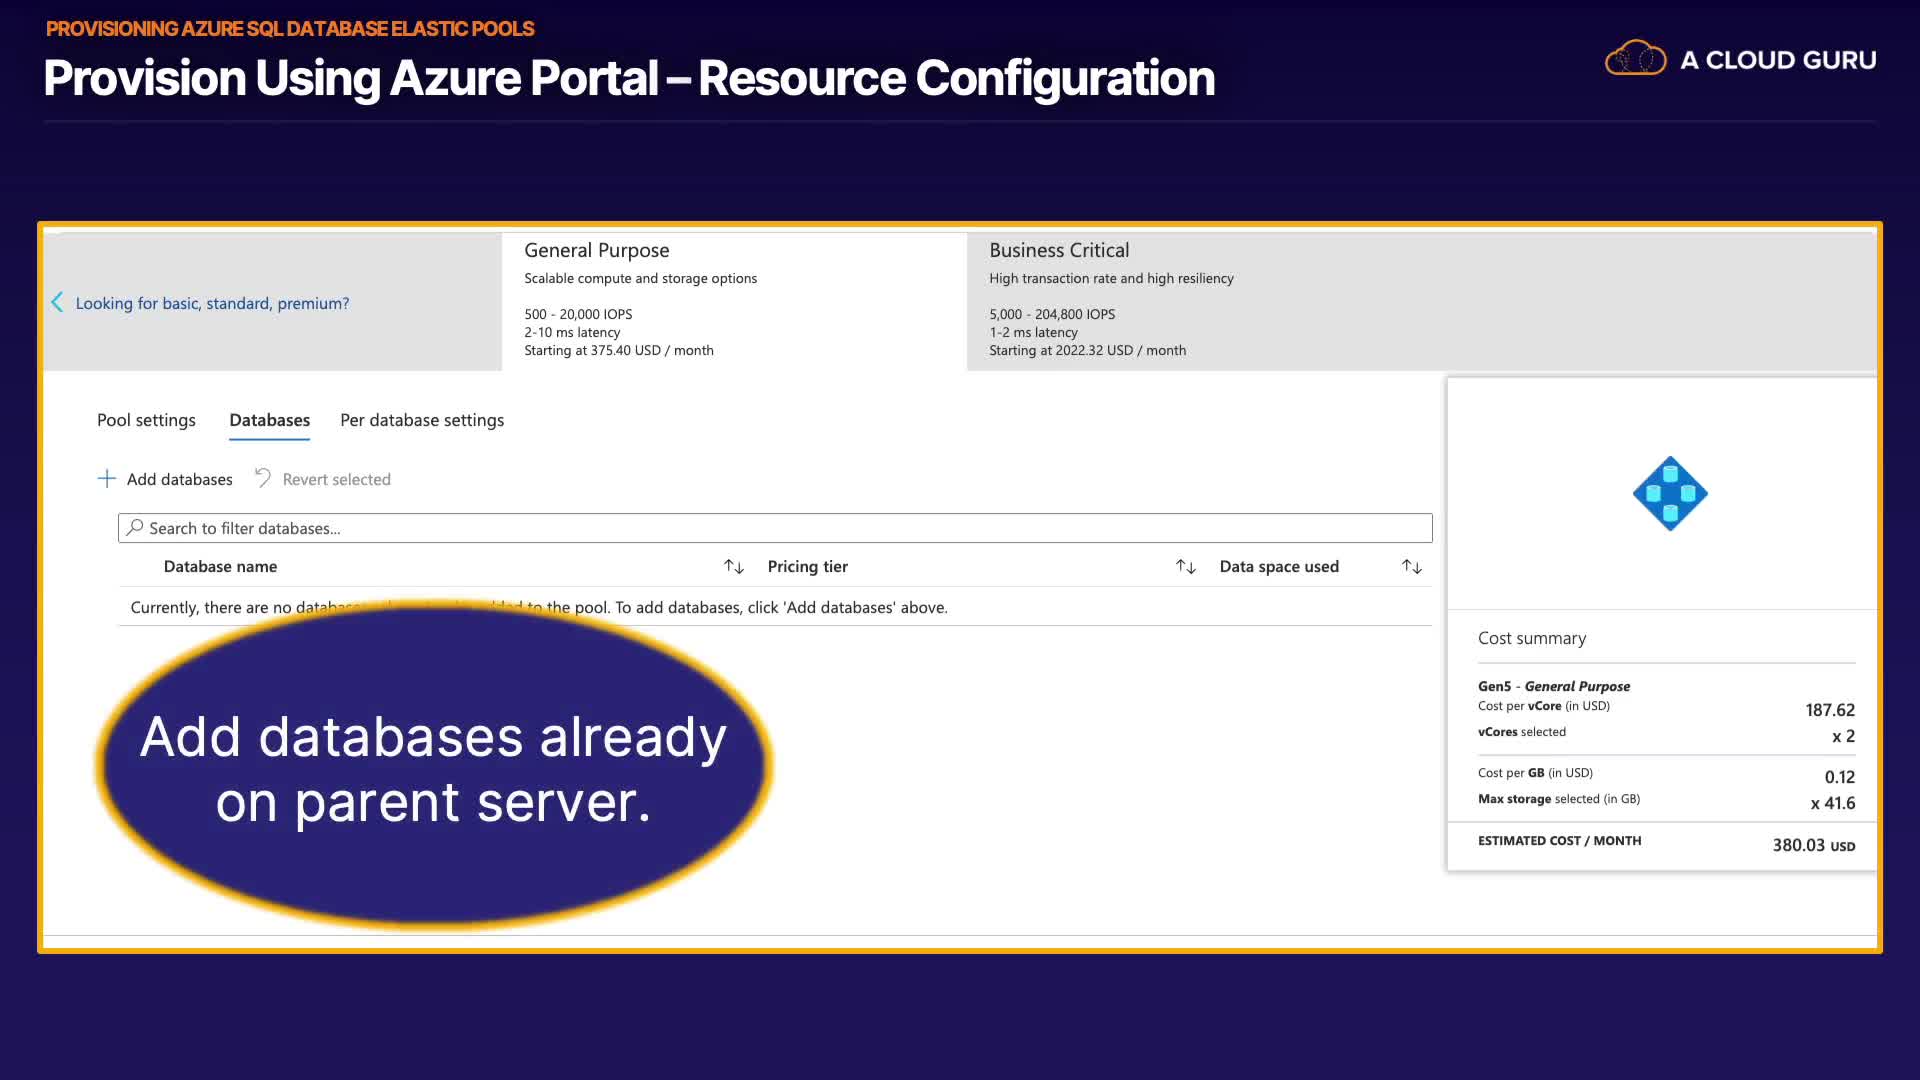 PROVISIONING AZURE SQL DATABASE ELASTIC POOLS
Provision Using Azure Portal – Resource Configuration
A CLOUD GURU
Looking for basic, standard, premium?
General Purpose
Scalable compute and storage options
500 - 20,000 IOPS
2-10 ms latency
Starting at 375.40 USD / month
Business Critical
High transaction rate and high resiliency
5,000 - 204,800 IOPS
1-2 ms latency
Starting at 2022.32 USD / month
Pool settings
Databases
Per database settings
Add databases
Revert selected
Search to filter databases...
Database name
Pricing tier
Data space used
Currently, there are no to the pool. To add databases, click 'Add databases' above.
Add databases already
on parent server.
Cost summary
Gen5 - General Purpose
Cost per vCore (in USD)
187.62
vCores selected
x 2
Cost per GB (in USD)
0.12
Max storage selected (in GB)
x 41.6
ESTIMATED COST / MONTH
380.03 USD